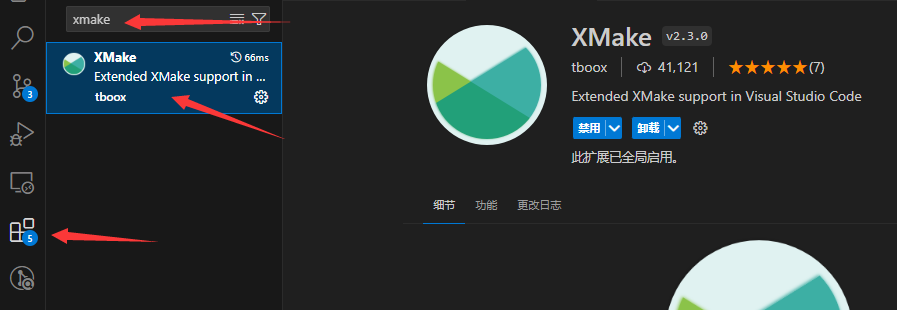 xmake
XMake 66ms
Extended XMake support in ...
tboox
3
5
XMake v2.3.0
tboox 41,121 (7)
Extended XMake support in Visual Studio Code
禁用 卸载
此扩展已全局启用。
细节 功能 更改日志